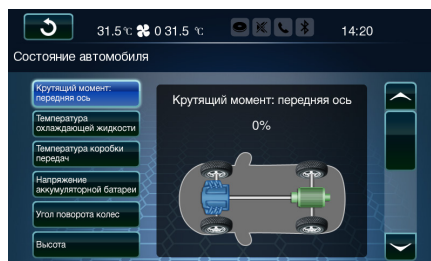 31.5℃ 0 31.5 ℃ 14:20
Состояние автомобиля
Крутящий момент:
передняя ось
Температура
охлаждающей жидкости
Температура коробки
передач
Напряжение
аккумуляторной батареи
Угол поворота колес
Высота
Крутящий момент: передняя ось
0%